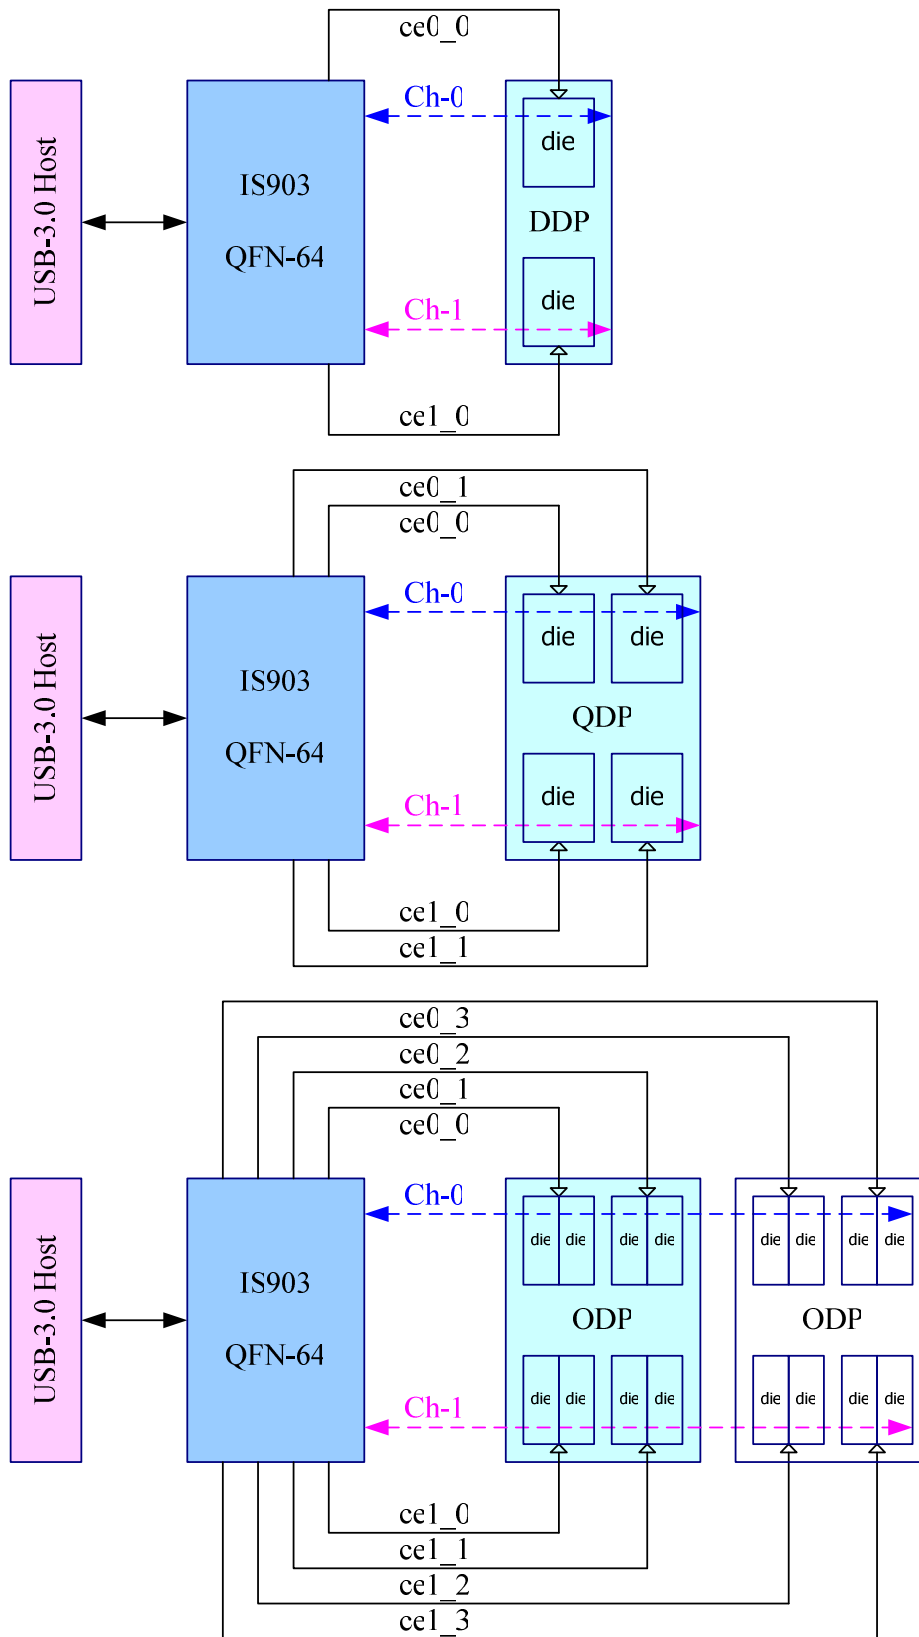 ce0_0
Ch-0
die
USB-3.0 Host
IS903
DDP
QFN-64
die
Ch-1
ce1_0
ce0_1
ce0_0
Ch-0
die die
USB-3.0 Host
IS903
QDP
QFN-64
die die
Ch-1
ce1_0
ce1_1
ce0_3
ce0_2
ce0_1
ce0_0
Ch-0
die die die die die die die die
USB-3.0 Host
IS903
ODP ODP
QFN-64
die die die die die die die die
Ch-1
ce1_0
ce1_1
ce1_2
ce1_3